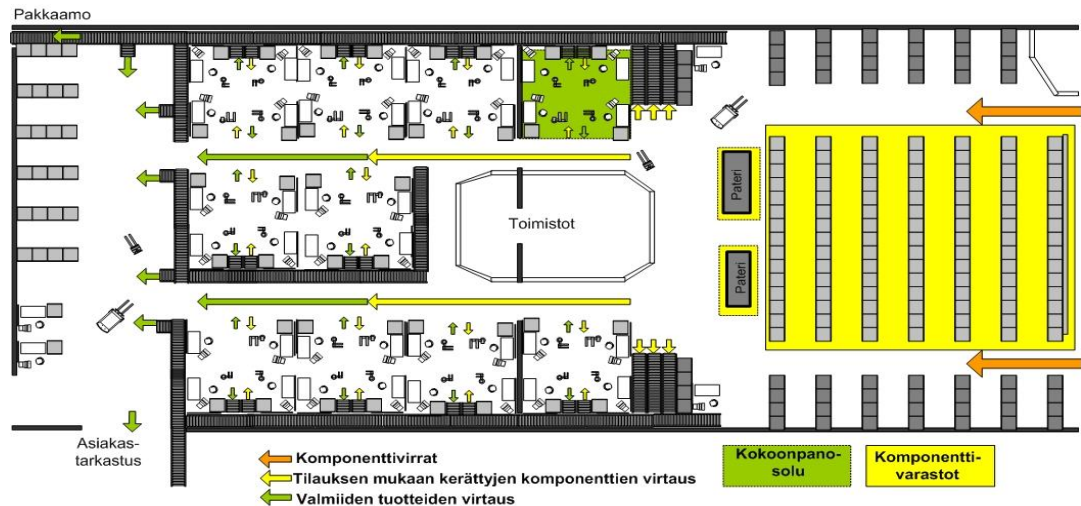 Pakkaamo
Pateri
Toimistot
Pateri
Asiakas-
tarkastus
Komponenttivirrat
Tilauksen mukaan kerättyjen komponenttien virtaus
Valmiiden tuotteiden virtaus
Kokoonpano-
solu
Komponentti-
varastot